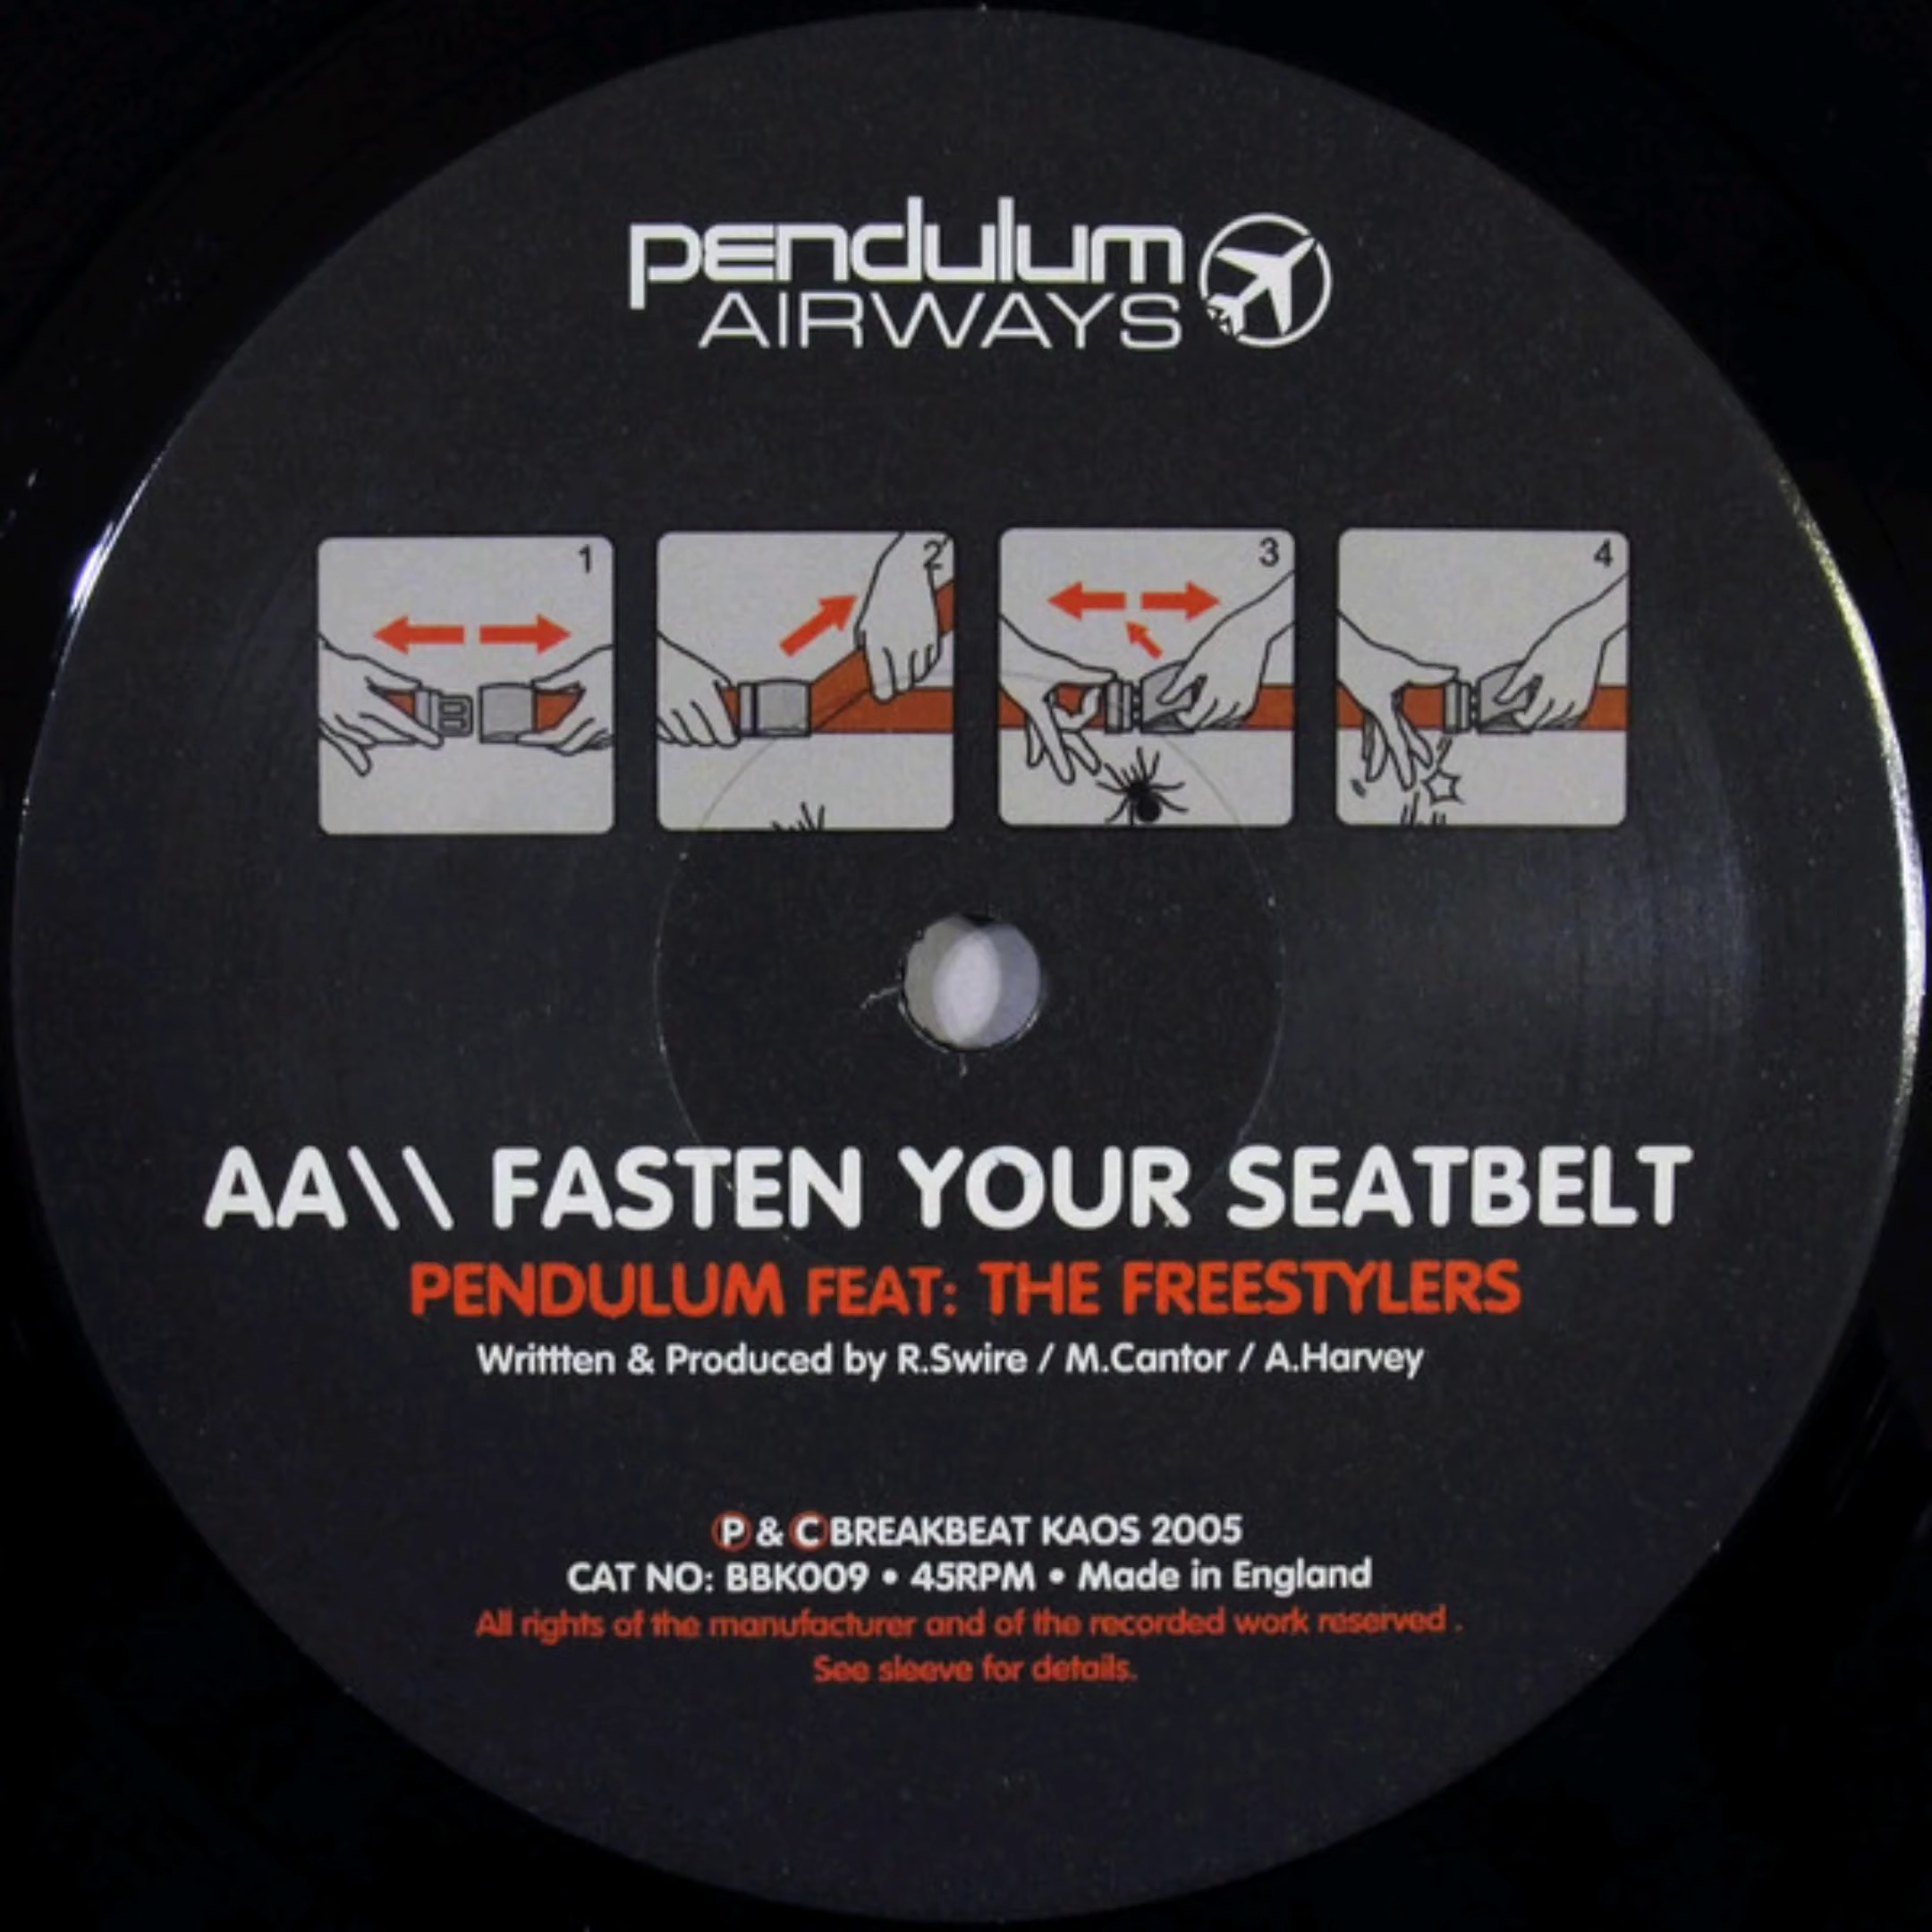 pendulum
AIRWAYS
1
2
3
4
AA\\ FASTEN YOUR SEATBELT
PENDULUM FEAT: THE FREESTYLERS
Writtten & Produced by R.Swire / M.Cantor / A.Harvey
Ⓟ & Ⓒ BREAKBEAT KAOS 2005
CAT NO: BBK009 • 45RPM • Made in England
All rights of the manufacturer and of the recorded work reserved .
See sleeve for details.